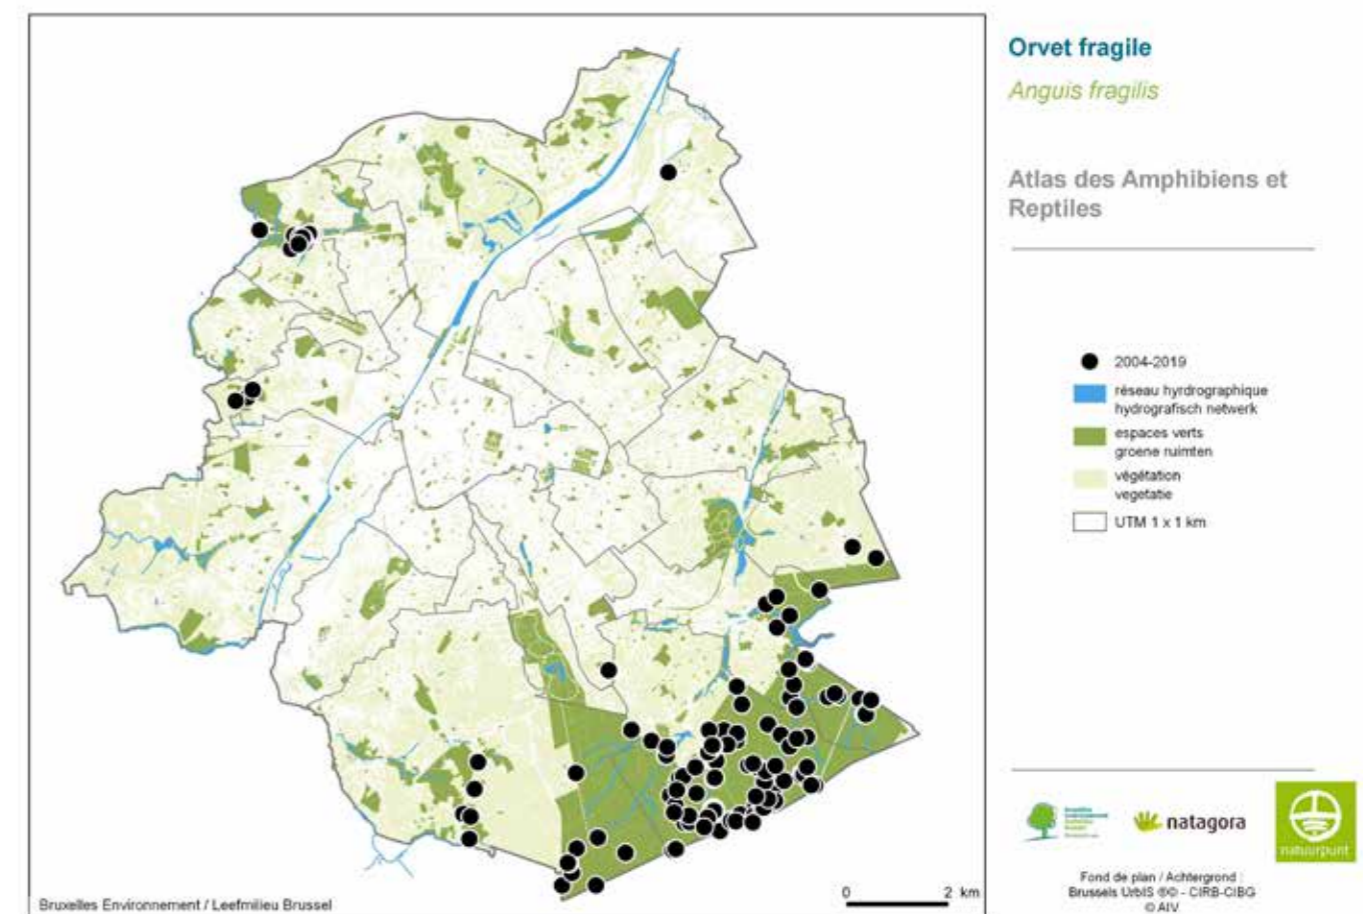 Orvet fragile
Anguis fragilis
Atlas des Amphibiens et
Reptiles
2004-2019
réseau hyrdrographique
hydrografisch netwerk
espaces verts
groene ruimten
végétation
vegetatie
UTM 1 x 1 km
natagora
natuurpunt
Fond de plan / Achtergrond :
Brussels UrbIS ®© - CIRB-CIBG
© AIV
0 2 km
Bruxelles Environnement / Leefmilieu Brussel